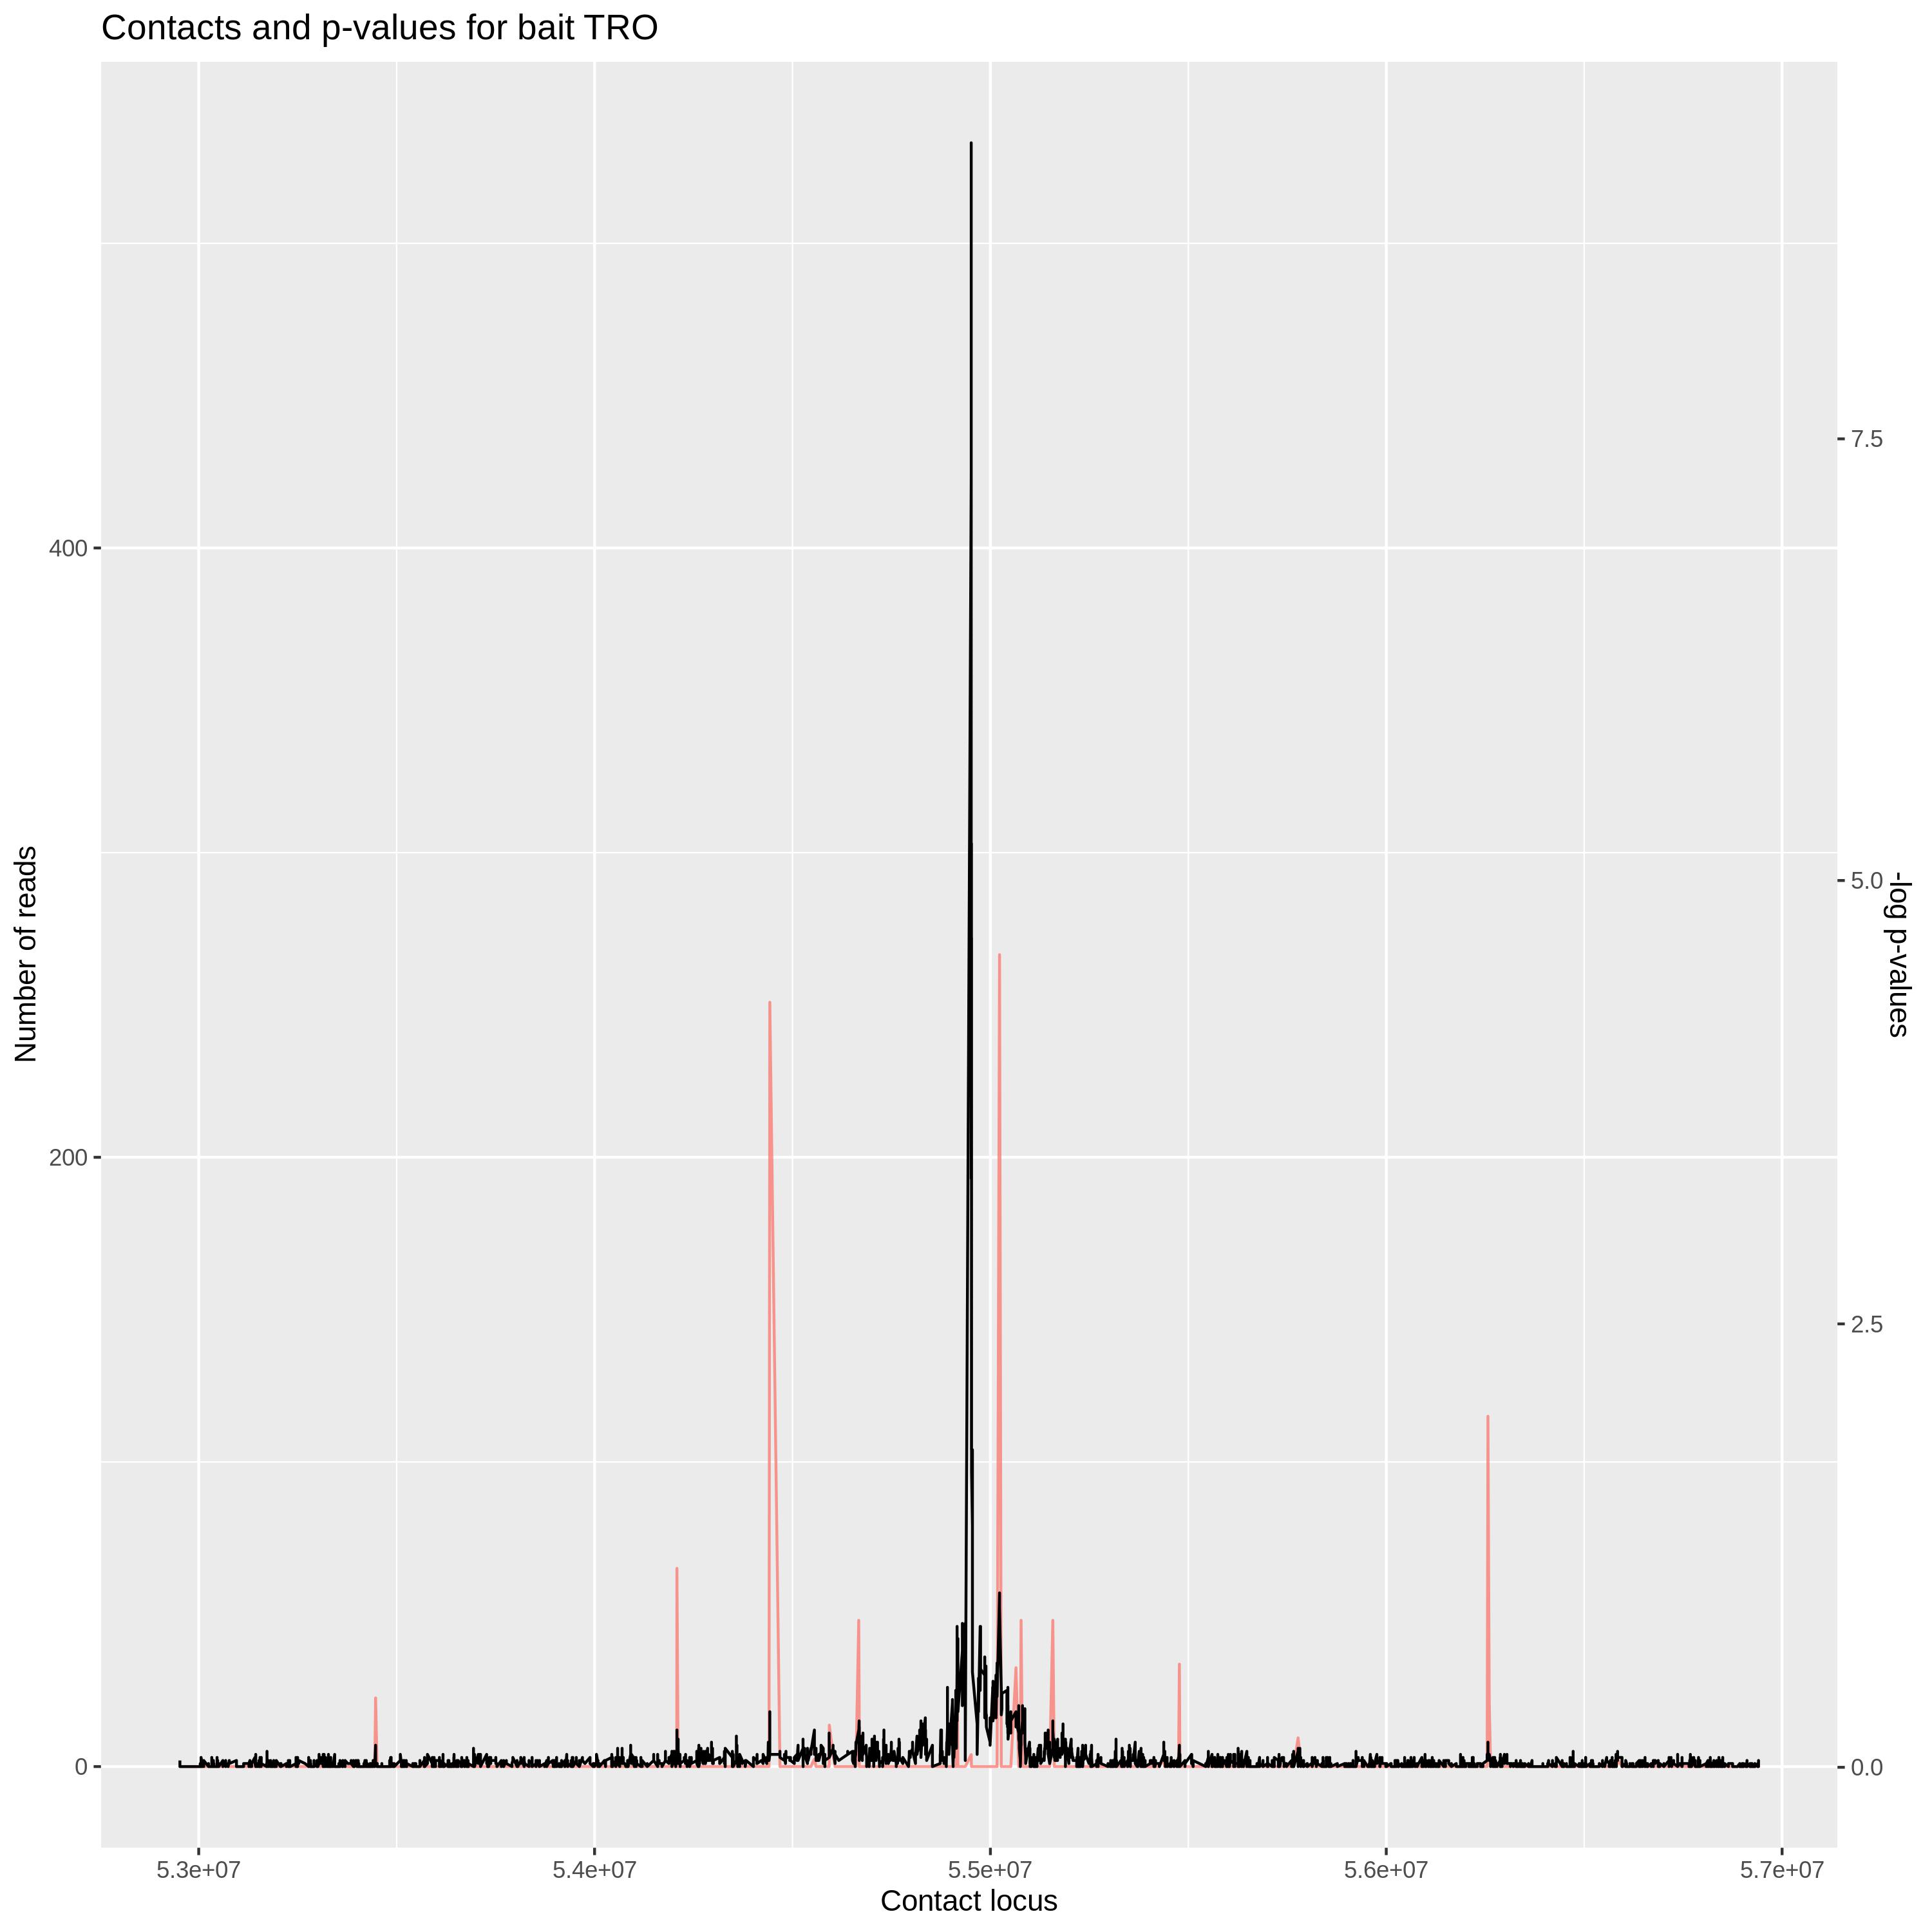 Contacts and p-values for bait TRO
Number of reads
400
200
0
7.5
5.0
2.5
0.0
-log p-values
5.3e+07
5.4e+07
5.5e+07
5.6e+07
5.7e+07
Contact locus